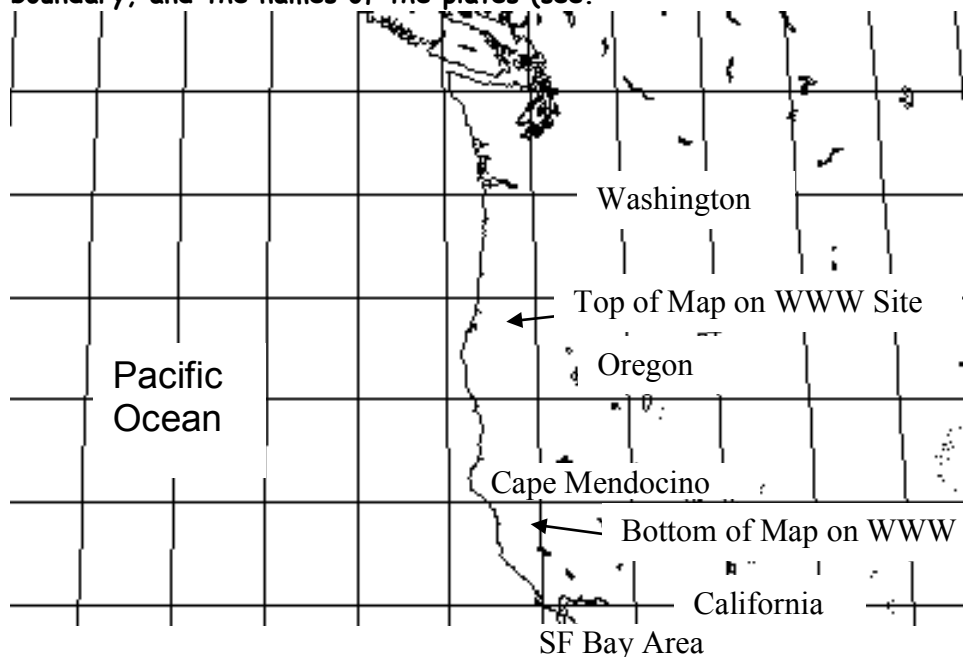 boundary, and the names of the plates (see:
Washington
Top of Map on WWW Site
Oregon
Pacific
Ocean
Cape Mendocino
Bottom of Map on WWW
California
SF Bay Area